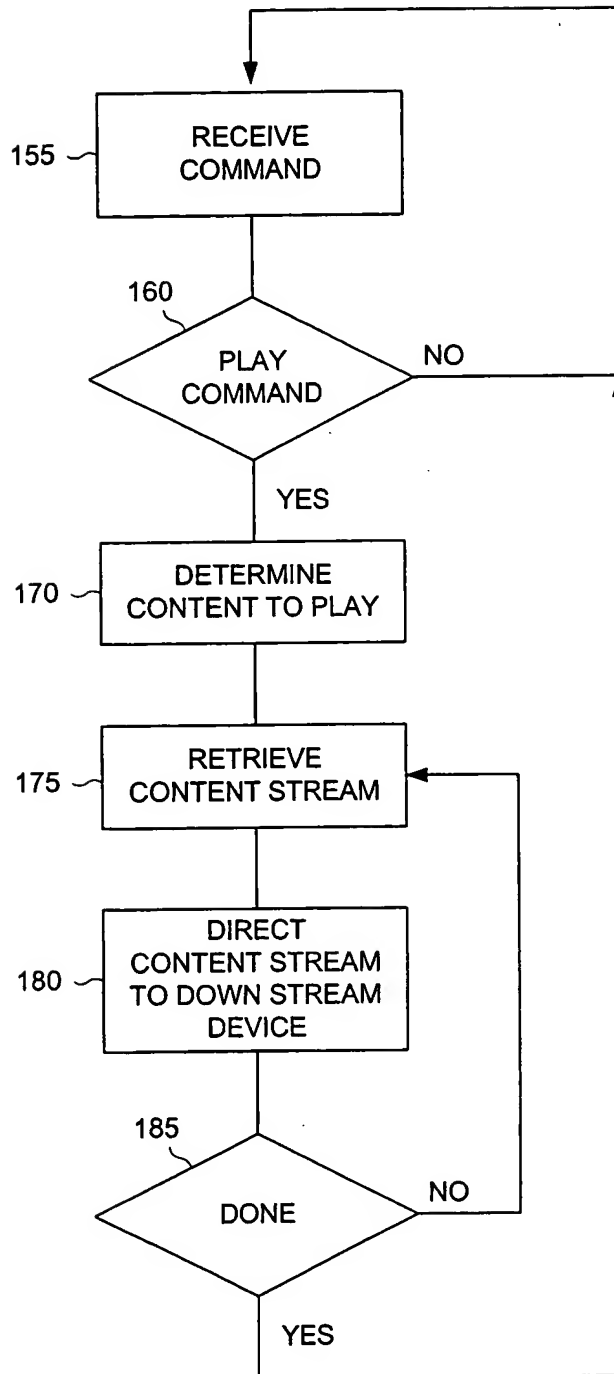 155
RECEIVE
COMMAND
160
PLAY
COMMAND
NO
YES
170
DETERMINE
CONTENT TO PLAY
175
RETRIEVE
CONTENT STREAM
180
DIRECT
CONTENT STREAM
TO DOWN STREAM
DEVICE
185
DONE
NO
YES